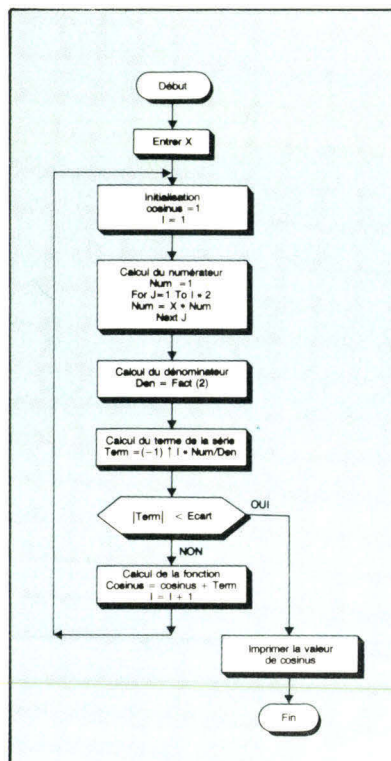 Début
Entrer X
Initialisation
cosinus =1
I = 1
Calcul du numérateur
Num =1
For J=1 To I * 2
Num = X * Num
Next J
Calcul du dénominateur
Den = Fact (2)
Calcul du terme de la série
Term =(-1) ↑ I * Num/Den
|Term| < Ecart
OUI
NON
Calcul de la fonction
Cosinus = cosinus + Term
I = I + 1
Imprimer la valeur
de cosinus
Fin